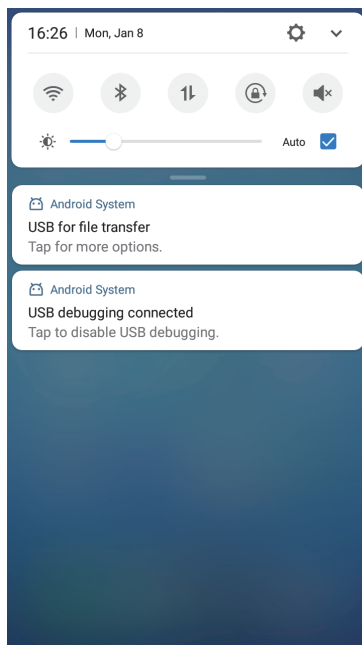 16:26 | Mon, Jan 8
Auto
Android System
USB for file transfer
Tap for more options.
Android System
USB debugging connected
Tap to disable USB debugging.